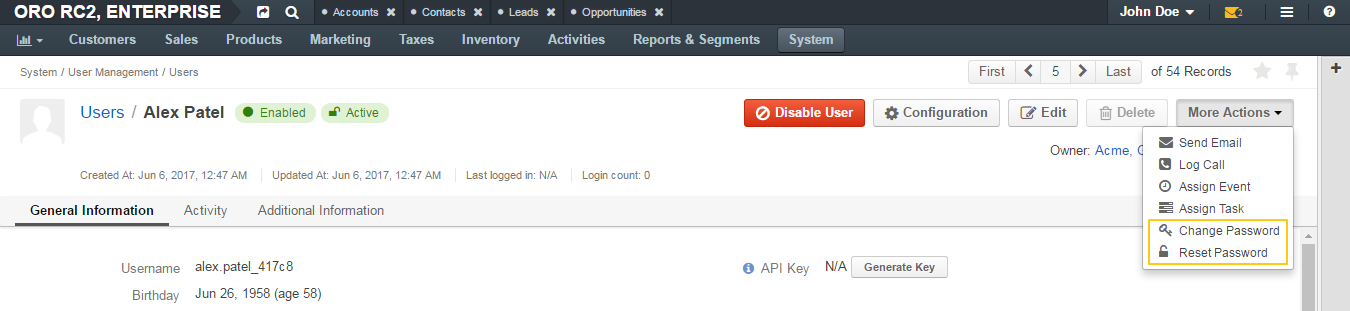 ORO RC2, ENTERPRISE Accounts Contacts Leads Opportunities John Doe 2
Customers Sales Products Marketing Taxes Inventory Activities Reports & Segments System
System / User Management / Users First 5 Last of 54 Records
Users / Alex Patel Enabled Active Disable User Configuration Edit Delete More Actions
Send Email
Owner: Acme,
Log Call
Created At: Jun 6, 2017, 12:47 AM Updated At: Jun 6, 2017, 12:47 AM Last logged in: N/A Login count: 0
Assign Event
General Information Activity Additional Information
Assign Task
Change Password
Reset Password
Username alex.patel_417c8 API Key N/A Generate Key
Birthday Jun 26, 1958 (age 58)